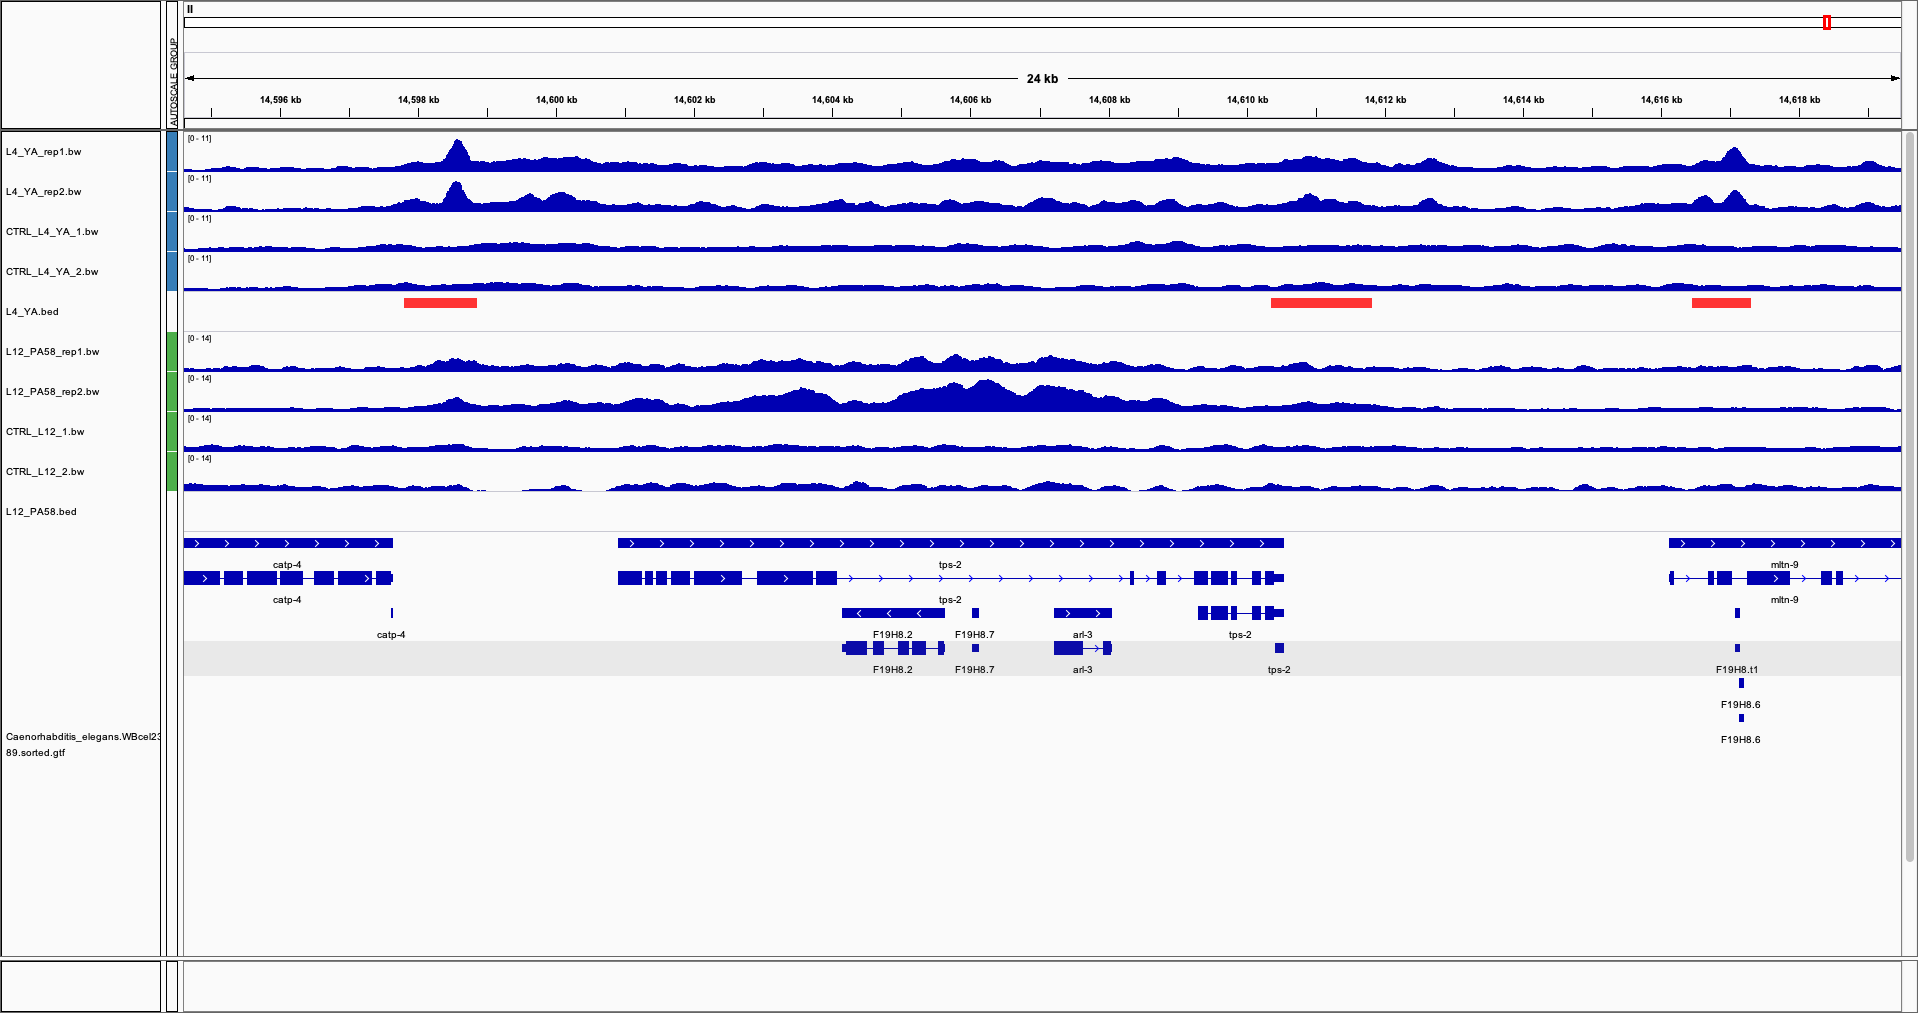 II
AUTOSCALE GROUP
24 kb
14,596 kb 14,598 kb 14,600 kb 14,602 kb 14,604 kb 14,606 kb 14,608 kb 14,610 kb 14,612 kb 14,614 kb 14,616 kb 14,618 kb
[0 - 11]
L4_YA_rep1.bw
[0 - 11]
L4_YA_rep2.bw
[0 - 11]
CTRL_L4_YA_1.bw
[0 - 11]
CTRL_L4_YA_2.bw
L4_YA.bed
[0 - 14]
L12_PA58_rep1.bw
[0 - 14]
L12_PA58_rep2.bw
[0 - 14]
CTRL_L12_1.bw
[0 - 14]
CTRL_L12_2.bw
L12_PA58.bed
catp-4 tps-2 mltn-9
catp-4 tps-2 mltn-9
catp-4 F19H8.2 F19H8.7 arl-3 tps-2
F19H8.2 F19H8.7 arl-3 tps-2 F19H8.t1
F19H8.6
Caenorhabditis_elegans.WBcel23
F19H8.6
89.sorted.gtf